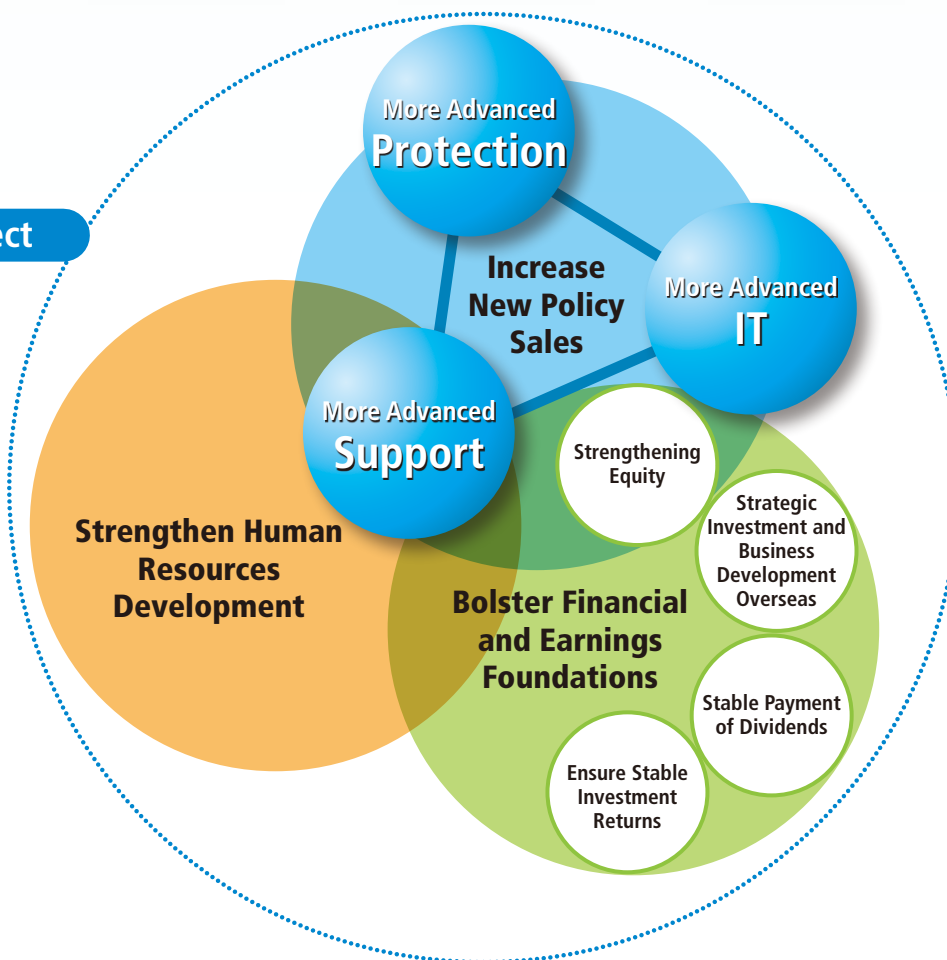 More Advanced
Protection
ect
Increase
New Policy
Sales
More Advanced
IT
More Advanced
Support
Strengthening
Equity
Strategic
Investment and
Business
Development
Overseas
Strengthen Human
Resources
Development
Bolster Financial
and Earnings
Foundations
Stable Payment
of Dividends
Ensure Stable
Investment
Returns